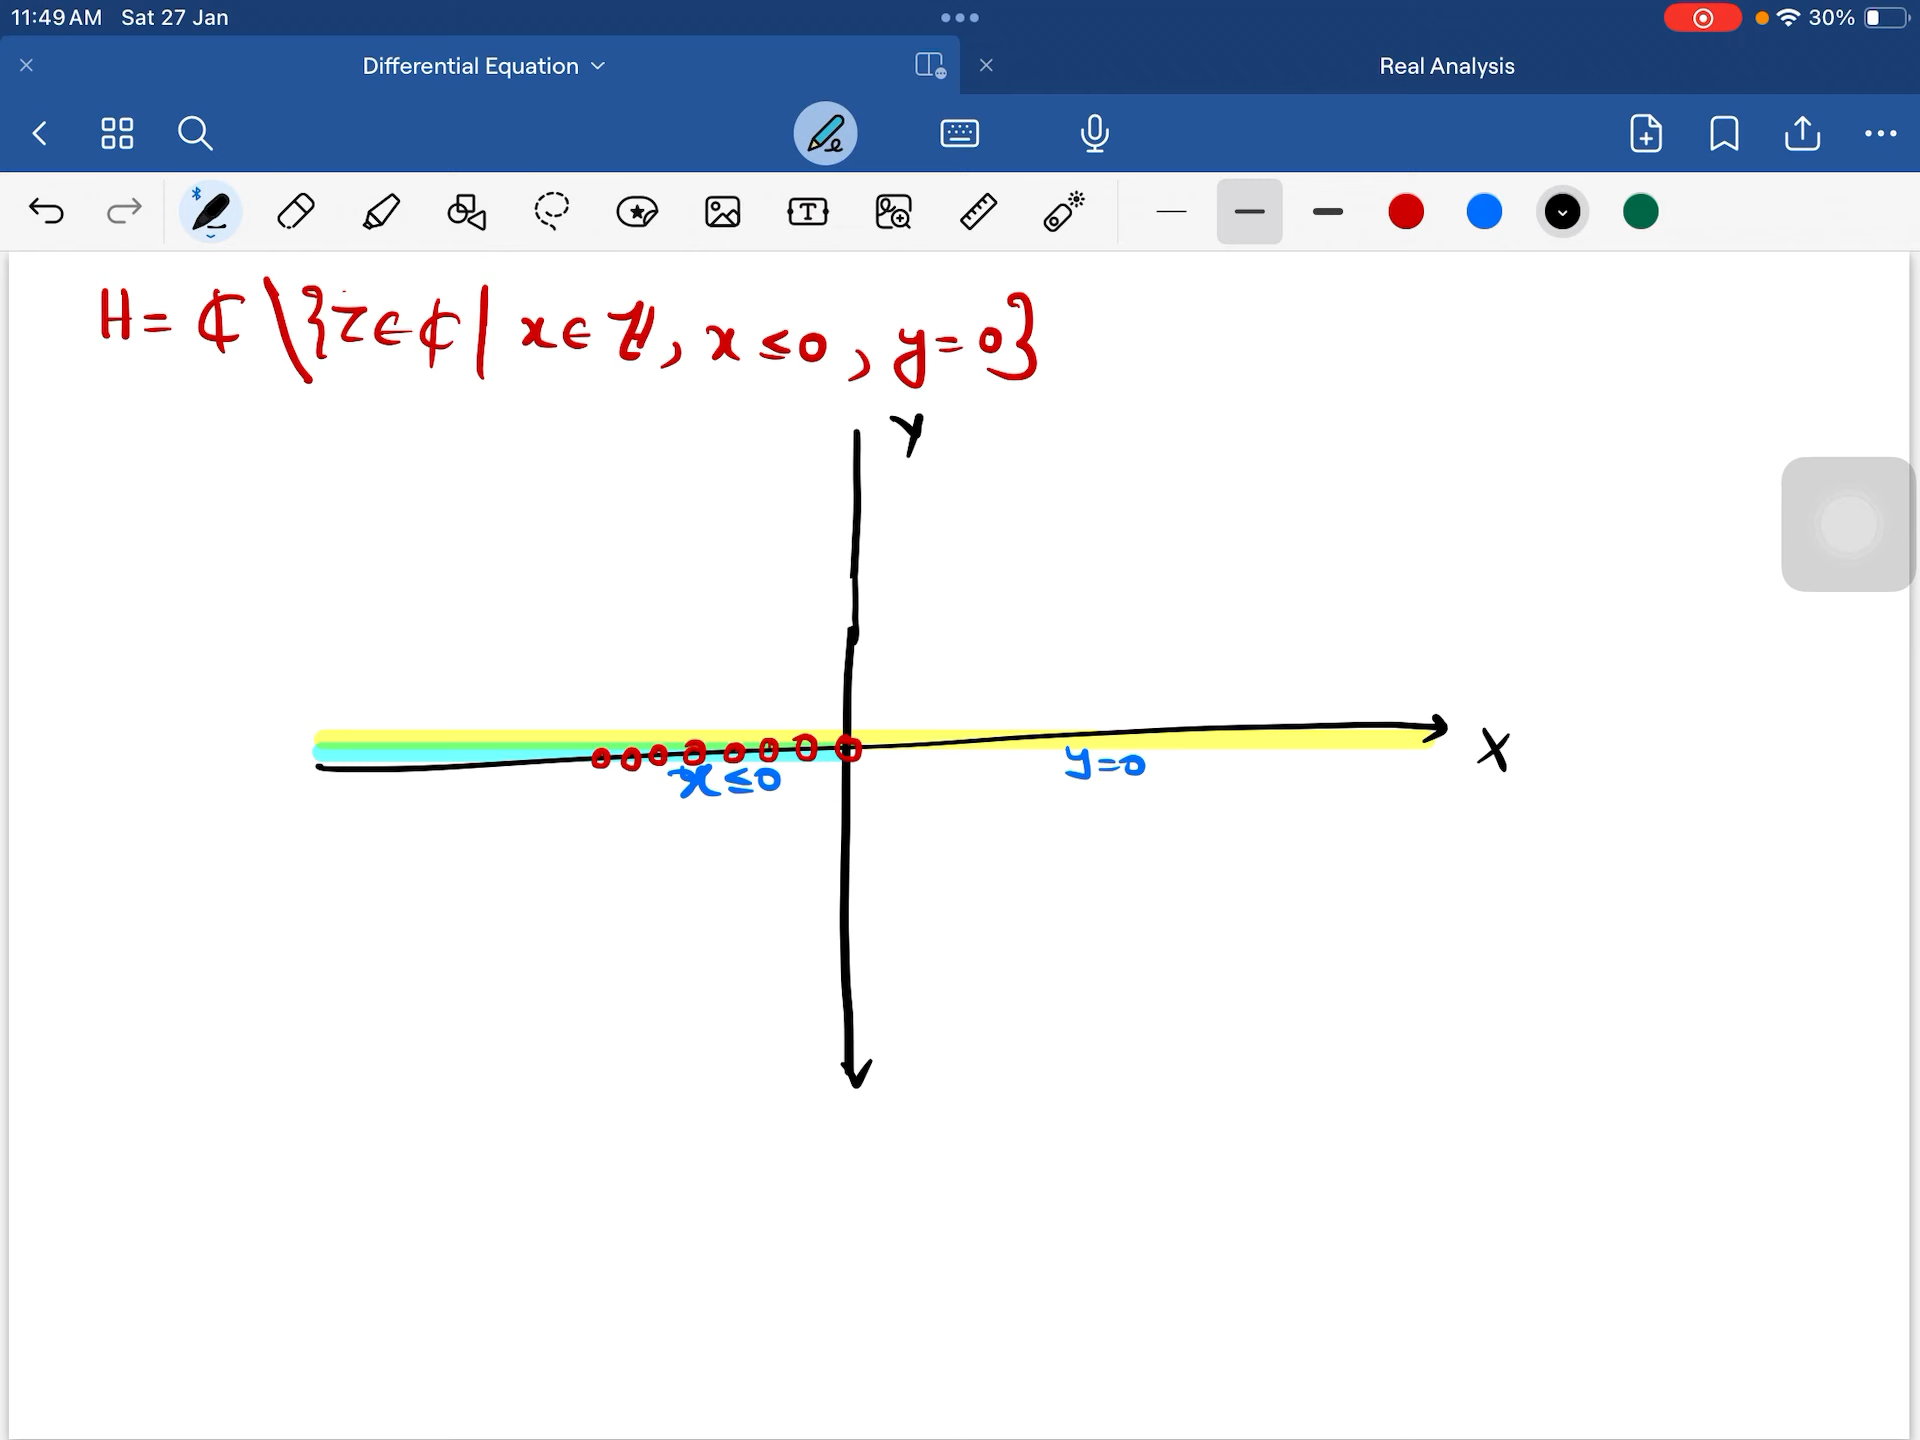 11:49 AM Sat 27 Jan 30%
Differential Equation Real Analysis
H = ℂ \ {z ∈ ℂ | x ∈ ℤ, x ≤ 0, y = 0}
Y
X
x ≤ 0 y = 0